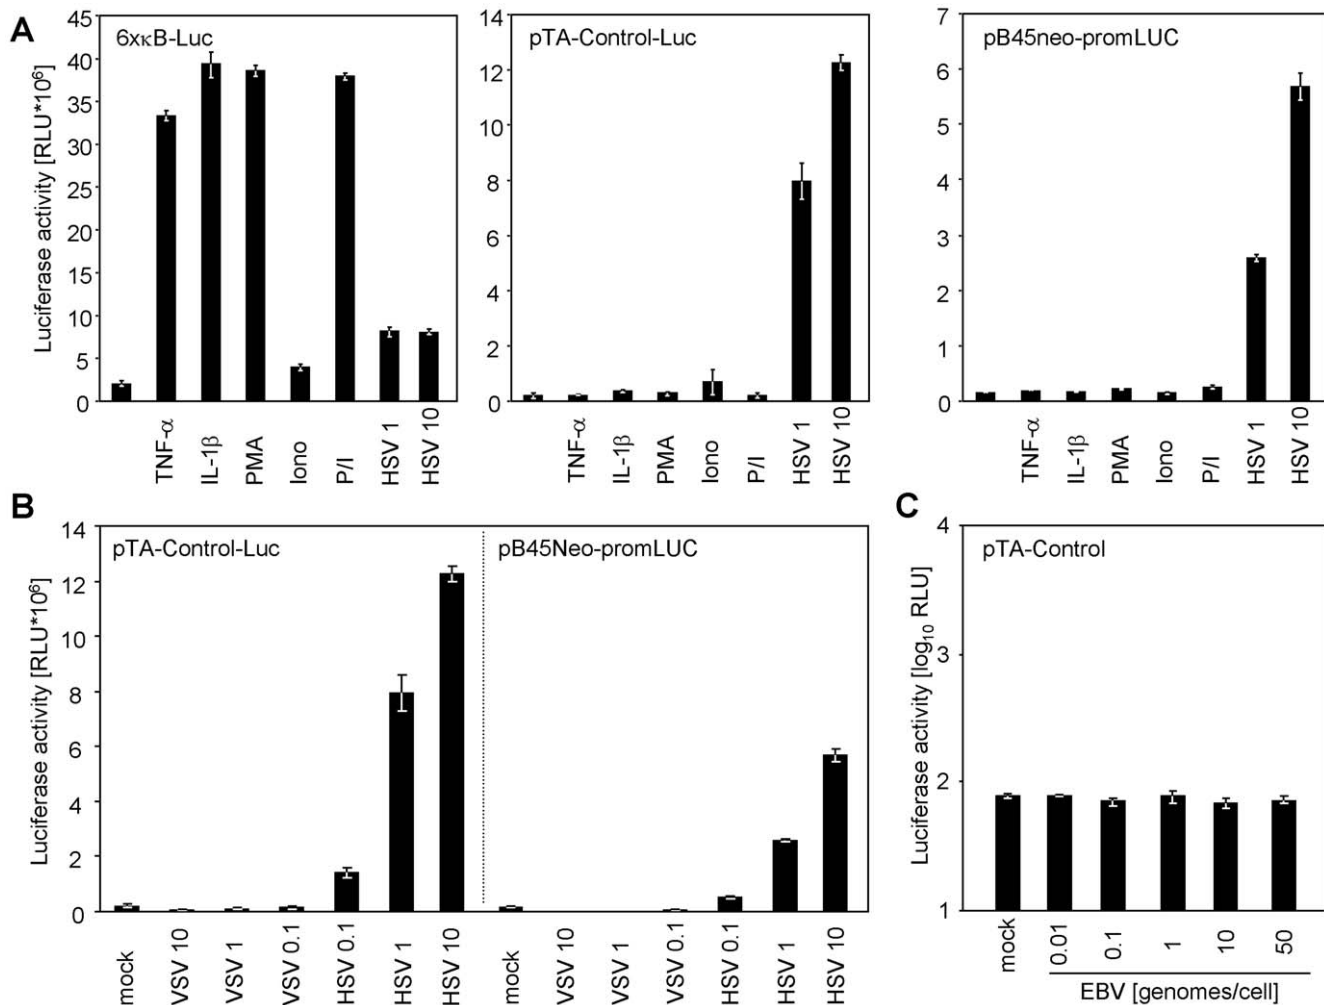 A
6xκB-Luc
Luciferase activity [RLU*10⁶]
45
40
35
30
25
20
15
10
5
0
TNF-α
IL-1β
PMA
Iono
P/I
HSV 1
HSV 10
pTA-Control-Luc
14
12
10
8
6
4
2
0
TNF-α
IL-1β
PMA
Iono
P/I
HSV 1
HSV 10
pB45neo-promLUC
7
6
5
4
3
2
1
0
TNF-α
IL-1β
PMA
Iono
P/I
HSV 1
HSV 10
B
pTA-Control-Luc
pB45Neo-promLUC
Luciferase activity [RLU*10⁶]
14
12
10
8
6
4
2
0
mock
VSV 10
VSV 1
VSV 0.1
HSV 0.1
HSV 1
HSV 10
mock
VSV 10
VSV 1
VSV 0.1
HSV 0.1
HSV 1
HSV 10
C
pTA-Control
Luciferase activity [log₁₀ RLU]
4
3
2
1
mock
0.01
0.1
1
10
50
EBV [genomes/cell]